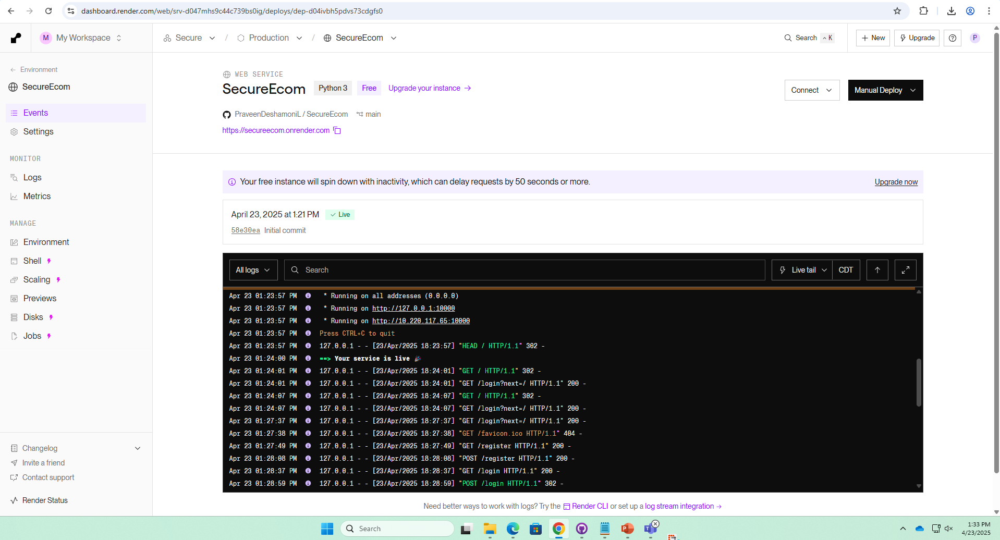 dashboard.render.com/web/srv-d047mhs9c44c739bs0ig/deploys/dep-d04ivbh5pdvs73cdgfs0
M My Workspace
Secure / Production / SecureEcom
Search ^ K
+ New
Upgrade
P
← Environment
SecureEcom
Events
Settings
MONITOR
Logs
Metrics
MANAGE
Environment
Shell
Scaling
Previews
Disks
Jobs
Changelog
Invite a friend
Contact support
Render Status
WEB SERVICE
SecureEcom Python 3 Free Upgrade your instance →
Connect
Manual Deploy
PraveenDeshamoniL / SecureEcom main
https://secureecom.onrender.com
Your free instance will spin down with inactivity, which can delay requests by 50 seconds or more.
Upgrade now
April 23, 2025 at 1:21 PM Live
58e30ea Initial commit
All logs Search Live tail CDT
Apr 23 01:23:57 PM * Running on all addresses (0.0.0.0)
Apr 23 01:23:57 PM * Running on http://127.0.0.1:10000
Apr 23 01:23:57 PM * Running on http://10.220.117.65:10000
Apr 23 01:23:57 PM Press CTRL+C to quit
Apr 23 01:23:57 PM 127.0.0.1 - - [23/Apr/2025 18:23:57] "HEAD / HTTP/1.1" 302 -
Apr 23 01:24:00 PM ==> Your service is live 🎉
Apr 23 01:24:01 PM 127.0.0.1 - - [23/Apr/2025 18:24:01] "GET / HTTP/1.1" 302 -
Apr 23 01:24:01 PM 127.0.0.1 - - [23/Apr/2025 18:24:01] "GET /login?next=/ HTTP/1.1" 200 -
Apr 23 01:24:07 PM 127.0.0.1 - - [23/Apr/2025 18:24:07] "GET / HTTP/1.1" 302 -
Apr 23 01:24:07 PM 127.0.0.1 - - [23/Apr/2025 18:24:07] "GET /login?next=/ HTTP/1.1" 200 -
Apr 23 01:27:37 PM 127.0.0.1 - - [23/Apr/2025 18:27:37] "GET /login?next=/ HTTP/1.1" 200 -
Apr 23 01:27:38 PM 127.0.0.1 - - [23/Apr/2025 18:27:38] "GET /favicon.ico HTTP/1.1" 404 -
Apr 23 01:27:49 PM 127.0.0.1 - - [23/Apr/2025 18:27:49] "GET /register HTTP/1.1" 200 -
Apr 23 01:28:08 PM 127.0.0.1 - - [23/Apr/2025 18:28:08] "POST /register HTTP/1.1" 200 -
Apr 23 01:28:37 PM 127.0.0.1 - - [23/Apr/2025 18:28:37] "GET /login HTTP/1.1" 200 -
Apr 23 01:28:59 PM 127.0.0.1 - - [23/Apr/2025 18:28:59] "POST /login HTTP/1.1" 302 -
Need better ways to work with logs? Try the Render CLI or set up a log stream integration →
Search
1:33 PM
4/23/2025